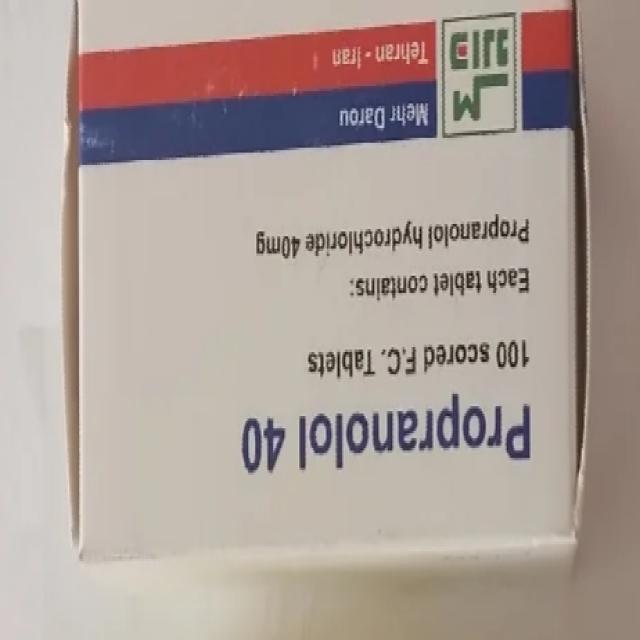 Propranolol 40
100 scored F.C. Tablets
Each tablet contains:
Propranolol hydrochloride 40mg
Mehr Darou
Tehran - Iran